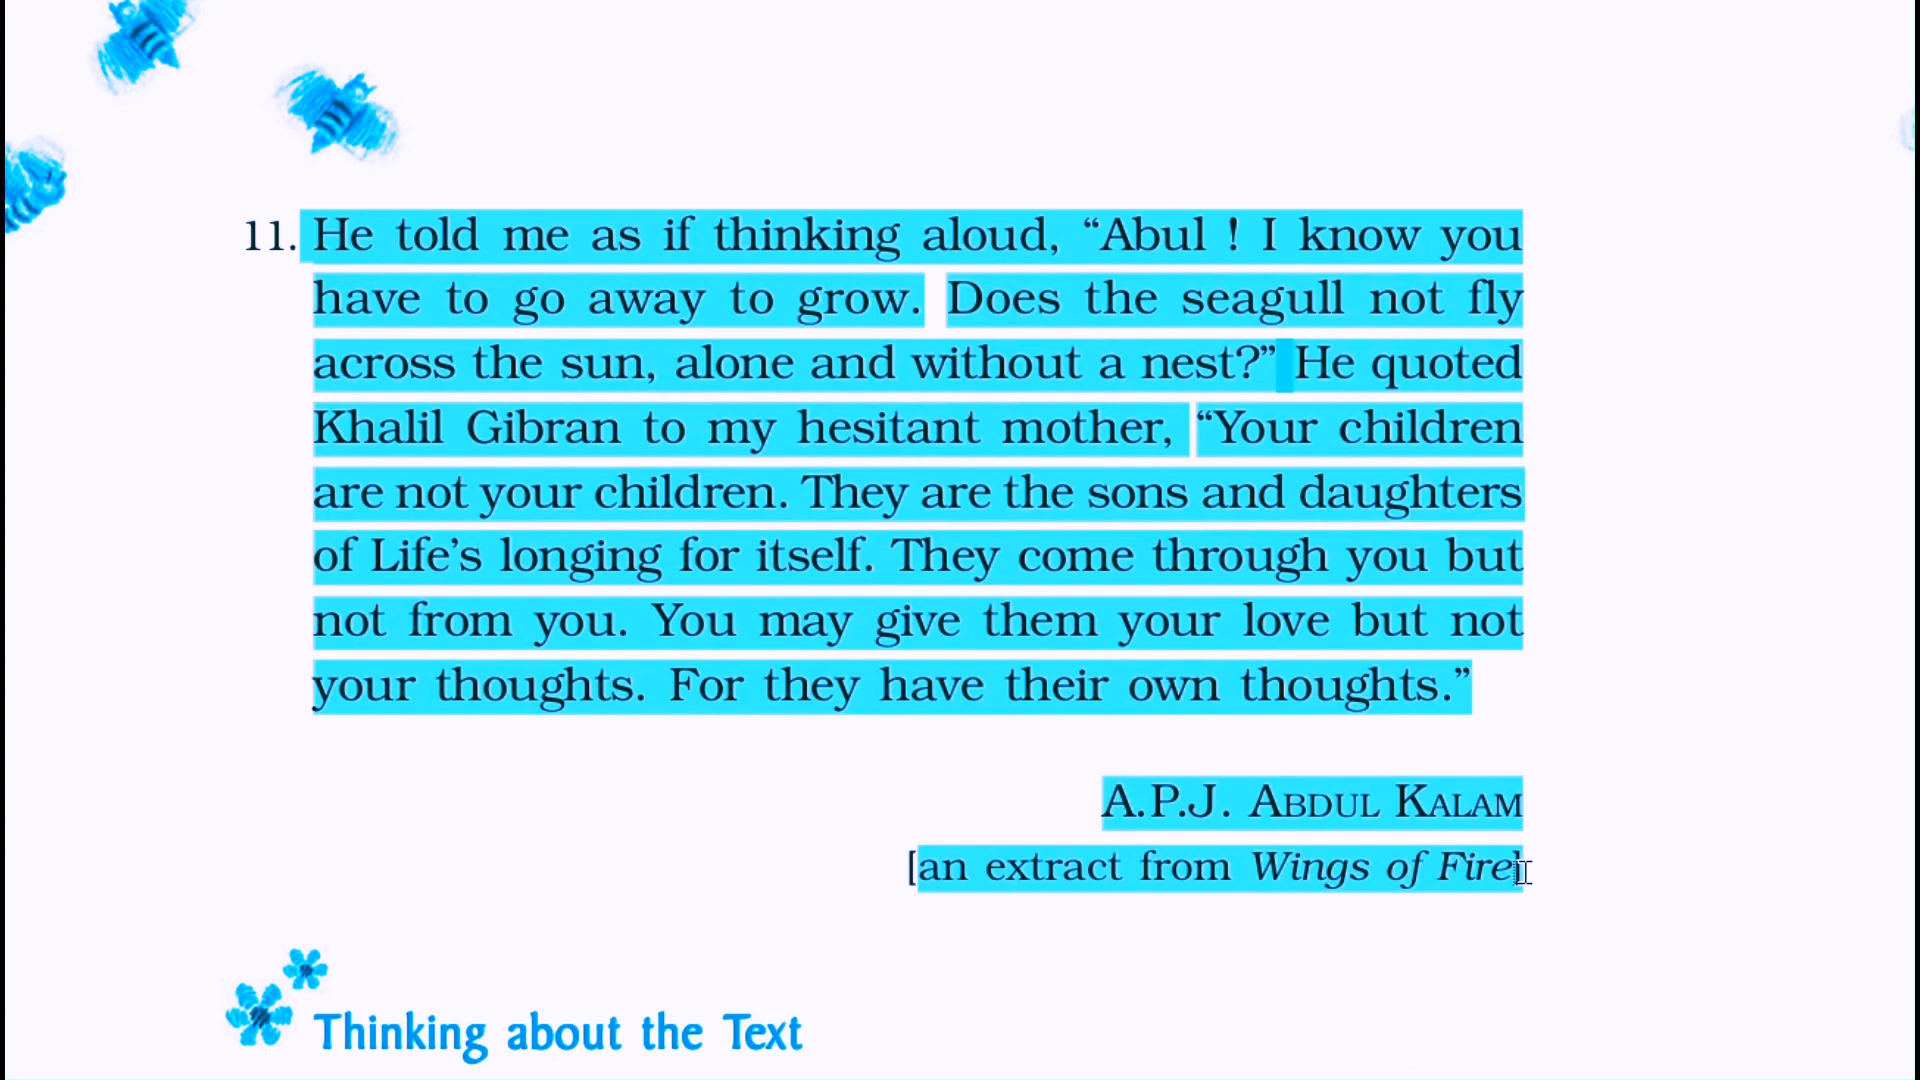 11. He told me as if thinking aloud, “Abul ! I know you
have to go away to grow. Does the seagull not fly
across the sun, alone and without a nest?” He quoted
Khalil Gibran to my hesitant mother, “Your children
are not your children. They are the sons and daughters
of Life’s longing for itself. They come through you but
not from you. You may give them your love but not
your thoughts. For they have their own thoughts.”
A.P.J. ABDUL KALAM
[an extract from Wings of Fire]
Thinking about the Text